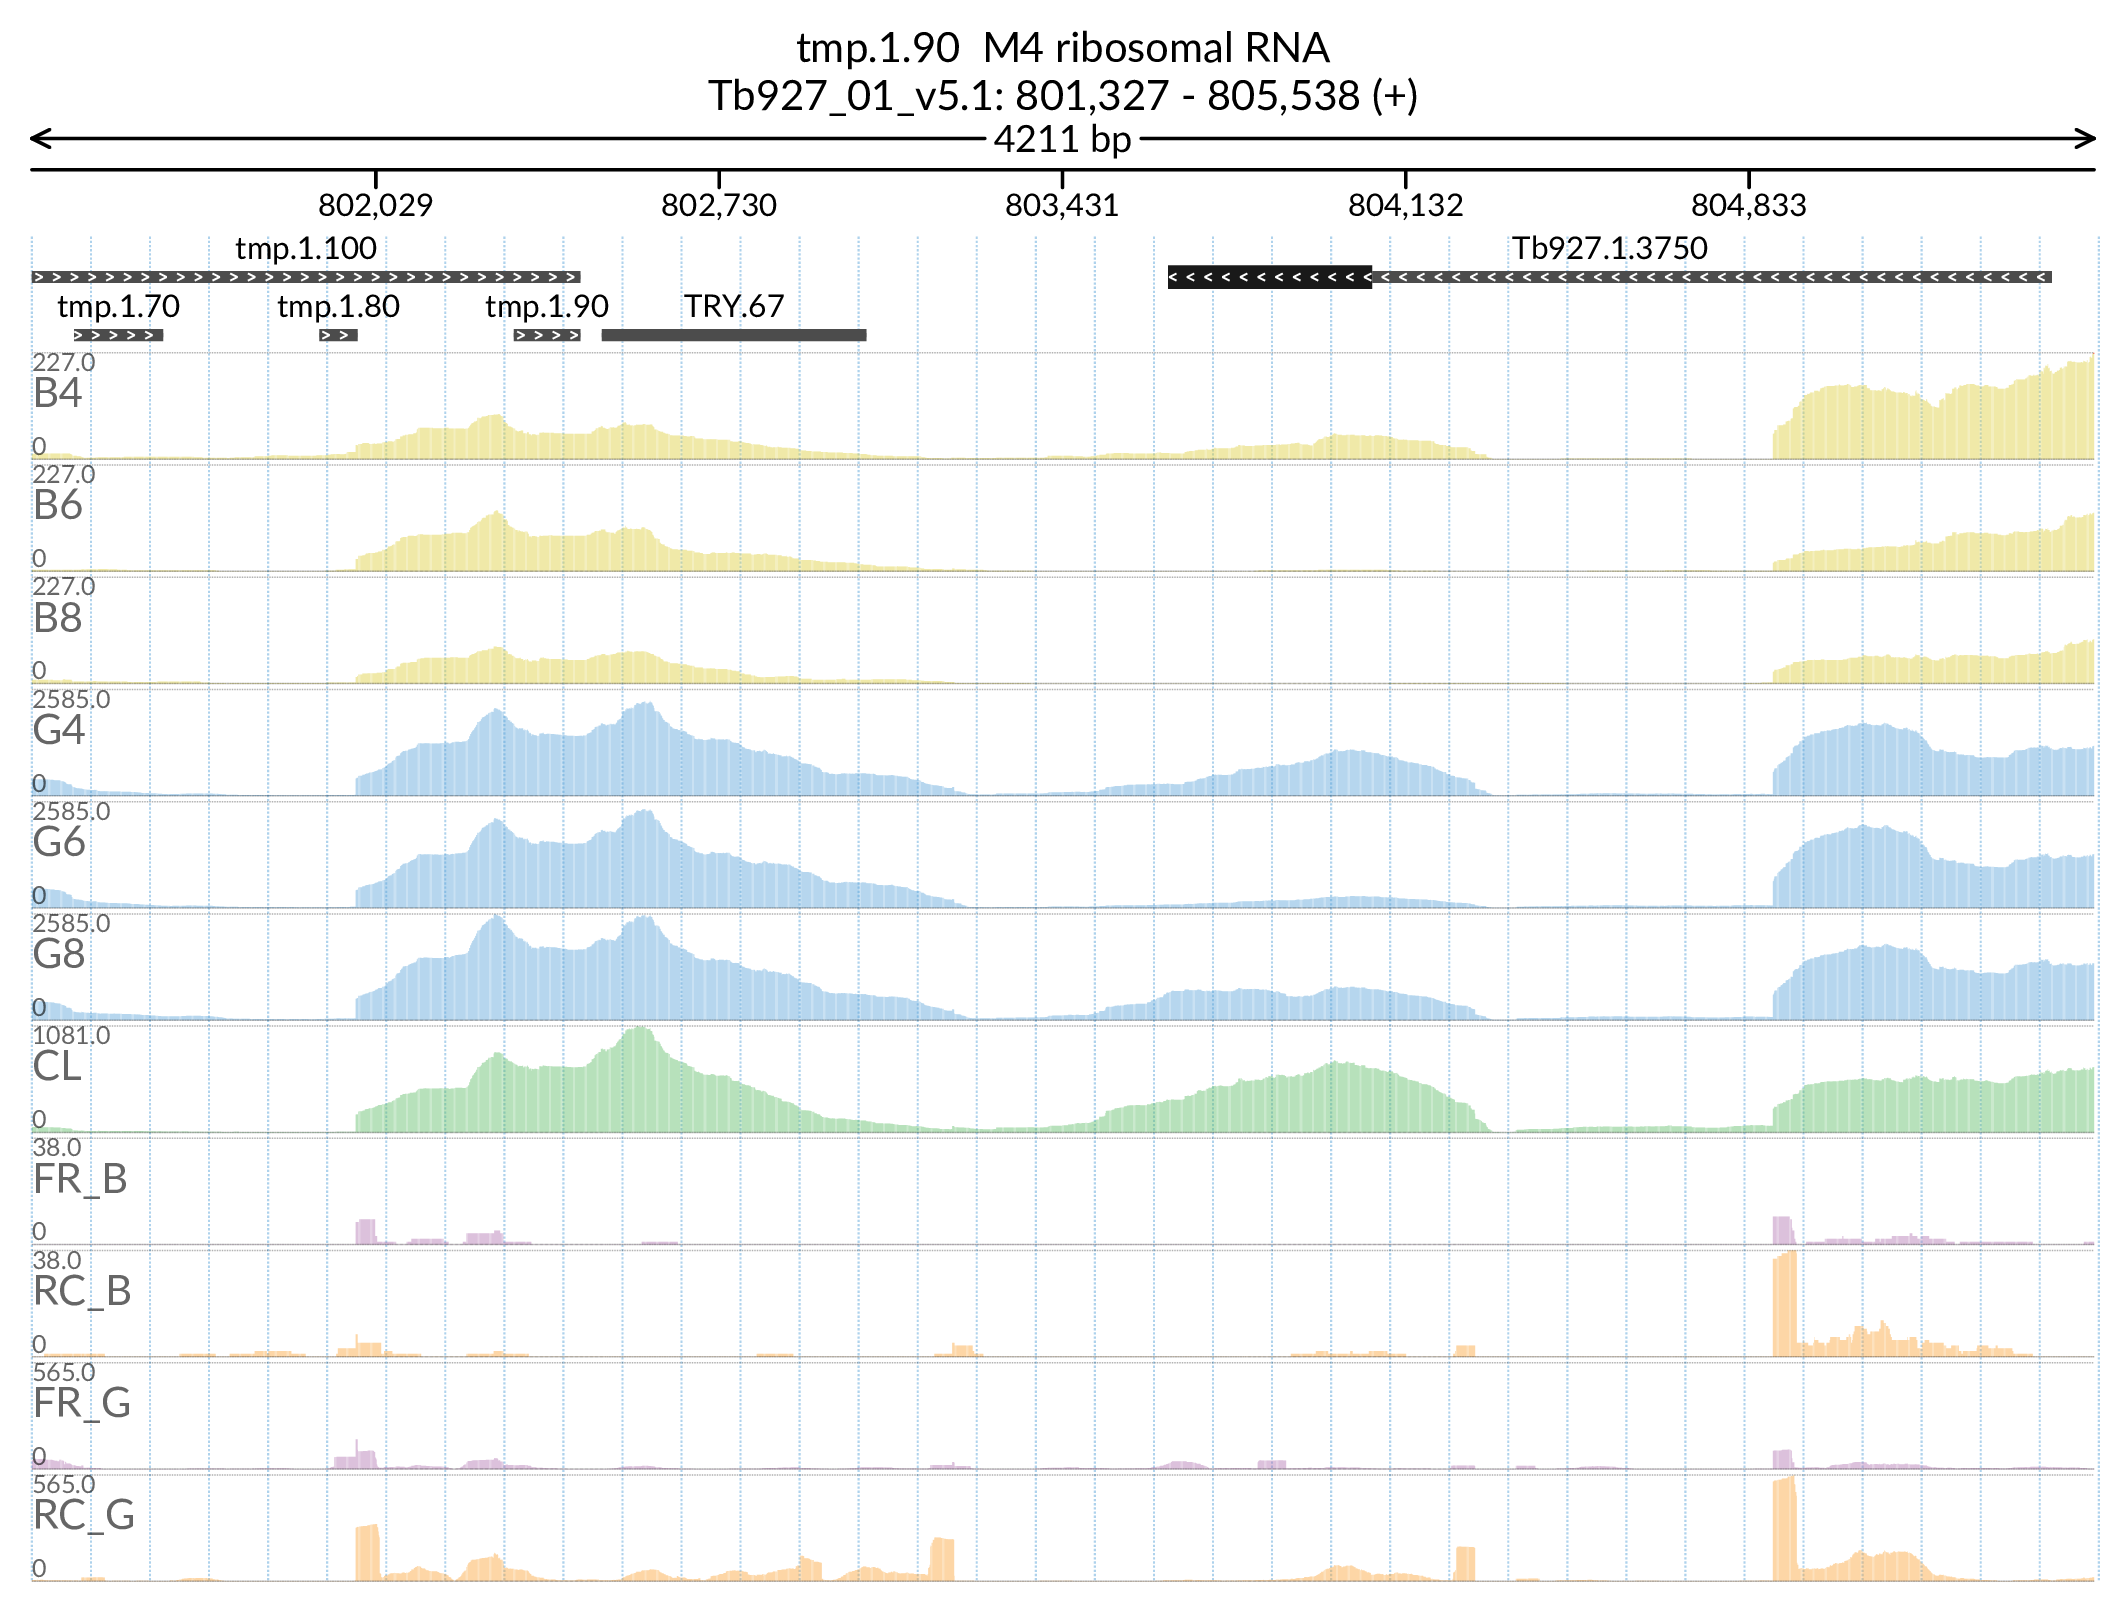 tmp.1.90 M4 ribosomal RNA
Tb927_01_v5.1: 801,327 - 805,538 (+)
4211 bp
802,029 802,730 803,431 804,132 804,833
tmp.1.100 Tb927.1.3750
tmp.1.70 tmp.1.80 tmp.1.90 TRY.67
227.0
B4
0
227.0
B6
0
227.0
B8
0
2585.0
G4
0
2585.0
G6
0
2585.0
G8
0
1081.0
CL
0
38.0
FR_B
0
38.0
RC_B
0
565.0
FR_G
0
565.0
RC_G
0